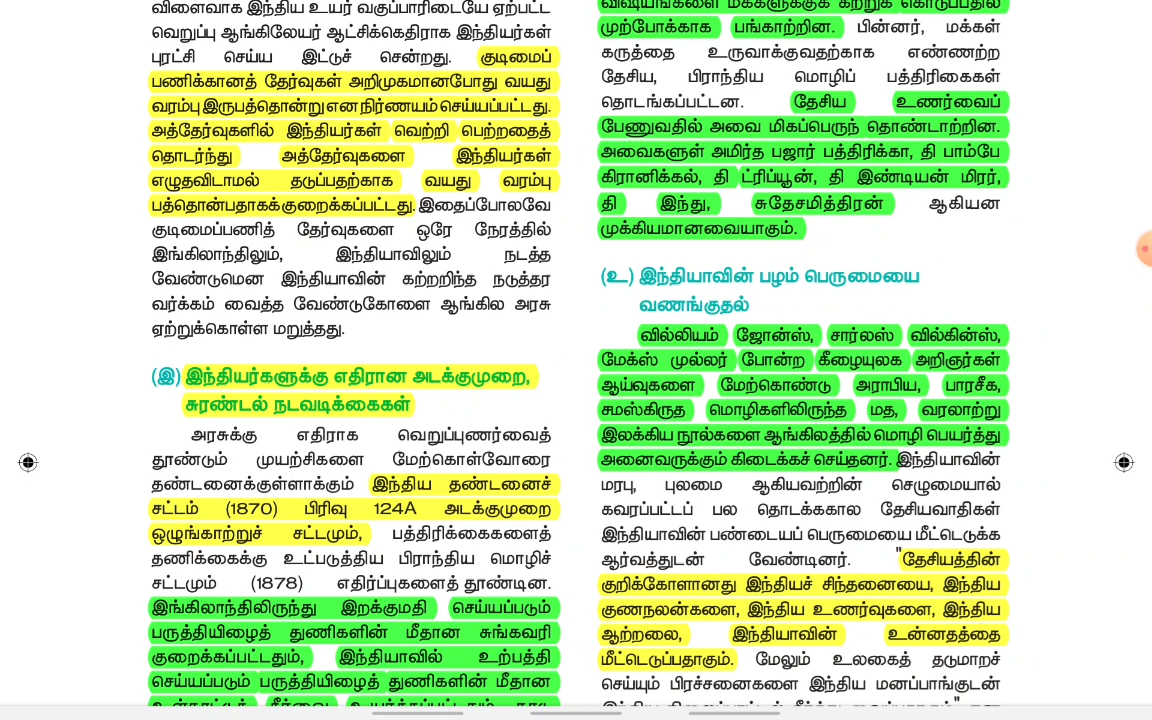 விளைவாக இந்திய உயர் வகுப்பாரிடையே ஏற்பட்ட
வெறுப்பு ஆங்கிலேயர் ஆட்சிக்கெதிராக இந்தியர்கள்
புரட்சி செய்ய இட்டுச் சென்றது. குடிமைப்
பணிக்கானத் தேர்வுகள் அறிமுகமானபோது வயது
வரம்பு இருபத்தொன்று என நிர்ணயம் செய்யப்பட்டது.
அத்தேர்வுகளில் இந்தியர்கள் வெற்றி பெற்றதைத்
தொடர்ந்து அத்தேர்வுகளை இந்தியர்கள்
எழுதவிடாமல் தடுப்பதற்காக வயது வரம்பு
பத்தொன்பதாகக் குறைக்கப்பட்டது. இதைப்போலவே
குடிமைப்பணித் தேர்வுகளை ஒரே நேரத்தில்
இங்கிலாந்திலும், இந்தியாவிலும் நடத்த
வேண்டுமென இந்தியாவின் கற்றறிந்த நடுத்தர
வர்க்கம் வைத்த வேண்டுகோளை ஆங்கில அரசு
ஏற்றுக்கொள்ள மறுத்தது.
(இ) இந்தியர்களுக்கு எதிரான அடக்குமுறை,
சுரண்டல் நடவடிக்கைகள்
அரசுக்கு எதிராக வெறுப்புணர்வைத்
தூண்டும் முயற்சிகளை மேற்கொள்வோரை
தண்டனைக்குள்ளாக்கும் இந்திய தண்டனைச்
சட்டம் (1870) பிரிவு 124A அடக்குமுறை
ஒழுங்காற்றுச் சட்டமும், பத்திரிக்கைகளைத்
தணிக்கைக்கு உட்படுத்திய பிராந்திய மொழிச்
சட்டமும் (1878) எதிர்ப்புகளைத் தூண்டின.
இங்கிலாந்திலிருந்து இறக்குமதி செய்யப்படும்
பருத்தியிழைத் துணிகளின் மீதான சுங்கவரி
குறைக்கப்பட்டதும், இந்தியாவில் உற்பத்தி
செய்யப்படும் பருத்தியிழைத் துணிகளின் மீதான
விஷயங்களை மக்களுக்குக் கற்றுக் கொடுப்பதில்
முற்போக்காக பங்காற்றின. பின்னர், மக்கள்
கருத்தை உருவாக்குவதற்காக எண்ணற்ற
தேசிய, பிராந்திய மொழிப் பத்திரிகைகள்
தொடங்கப்பட்டன. தேசிய உணர்வைப்
பேணுவதில் அவை மிகப்பெருந் தொண்டாற்றின.
அவைகளுள் அமிர்த பஜார் பத்திரிக்கா, தி பாம்பே
கிரானிக்கல், தி ட்ரிப்யூன், தி இண்டியன் மிரர்,
தி இந்து, சுதேசமித்திரன் ஆகியன
முக்கியமானவையாகும்.
(உ) இந்தியாவின் பழம் பெருமையை
வணங்குதல்
வில்லியம் ஜோன்ஸ், சார்லஸ் வில்கின்ஸ்,
மேக்ஸ் முல்லர் போன்ற கீழையுலக அறிஞர்கள்
ஆய்வுகளை மேற்கொண்டு அராபிய, பாரசீக,
சமஸ்கிருத மொழிகளிலிருந்த மத, வரலாற்று
இலக்கிய நூல்களை ஆங்கிலத்தில் மொழி பெயர்த்து
அனைவருக்கும் கிடைக்கச் செய்தனர். இந்தியாவின்
மரபு, புலமை ஆகியவற்றின் செழுமையால்
கவரப்பட்டப் பல தொடக்ககால தேசியவாதிகள்
இந்தியாவின் பண்டையப் பெருமையை மீட்டெடுக்க
ஆர்வத்துடன் வேண்டினர். "தேசியத்தின்
குறிக்கோளானது இந்தியச் சிந்தனையை, இந்திய
குணநலன்களை, இந்திய உணர்வுகளை, இந்திய
ஆற்றலை, இந்தியாவின் உன்னதத்தை
மீட்டெடுப்பதாகும். மேலும் உலகைத் தடுமாறச்
செய்யும் பிரச்சனைகளை இந்திய மனப்பாங்குடன்